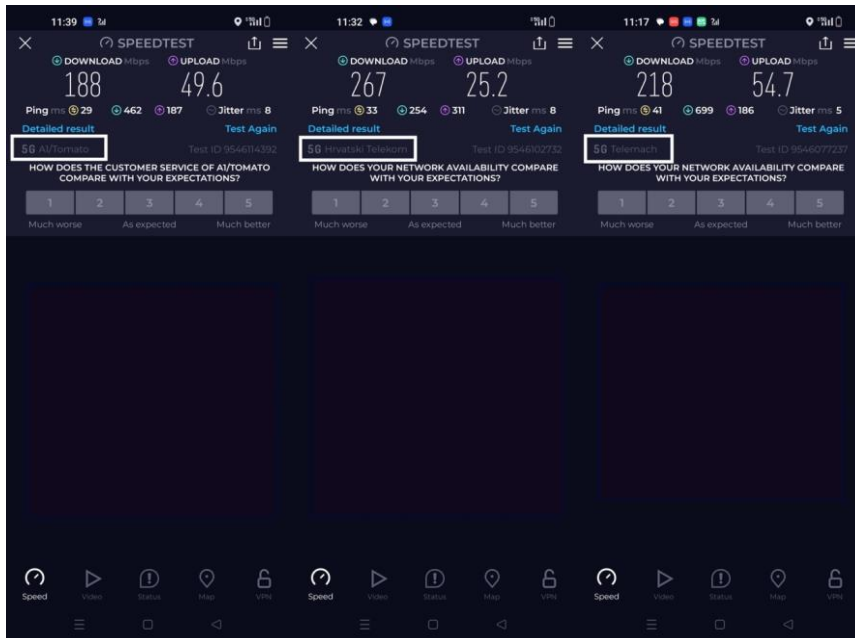 11:39
SPEEDTEST
DOWNLOAD Mbps UPLOAD Mbps
188 49.6
Ping ms 29 462 187 Jitter ms 8
Detailed result Test Again
5G A1/Tomato Test ID 9546114392
HOW DOES THE CUSTOMER SERVICE OF A1/TOMATO
COMPARE WITH YOUR EXPECTATIONS?
1 2 3 4 5
Much worse As expected Much better
Speed Video Status Map VPN
11:32
SPEEDTEST
DOWNLOAD Mbps UPLOAD Mbps
267 25.2
Ping ms 33 254 311 Jitter ms 8
Detailed result Test Again
5G Hrvatski Telekom Test ID 9546102732
HOW DOES YOUR NETWORK AVAILABILITY COMPARE
WITH YOUR EXPECTATIONS?
1 2 3 4 5
Much worse As expected Much better
Speed Video Status Map VPN
11:17
SPEEDTEST
DOWNLOAD Mbps UPLOAD Mbps
218 54.7
Ping ms 41 699 186 Jitter ms 5
Detailed result Test Again
5G Telemach Test ID 9546077237
HOW DOES YOUR NETWORK AVAILABILITY COMPARE
WITH YOUR EXPECTATIONS?
1 2 3 4 5
Much worse As expected Much better
Speed Video Status Map VPN